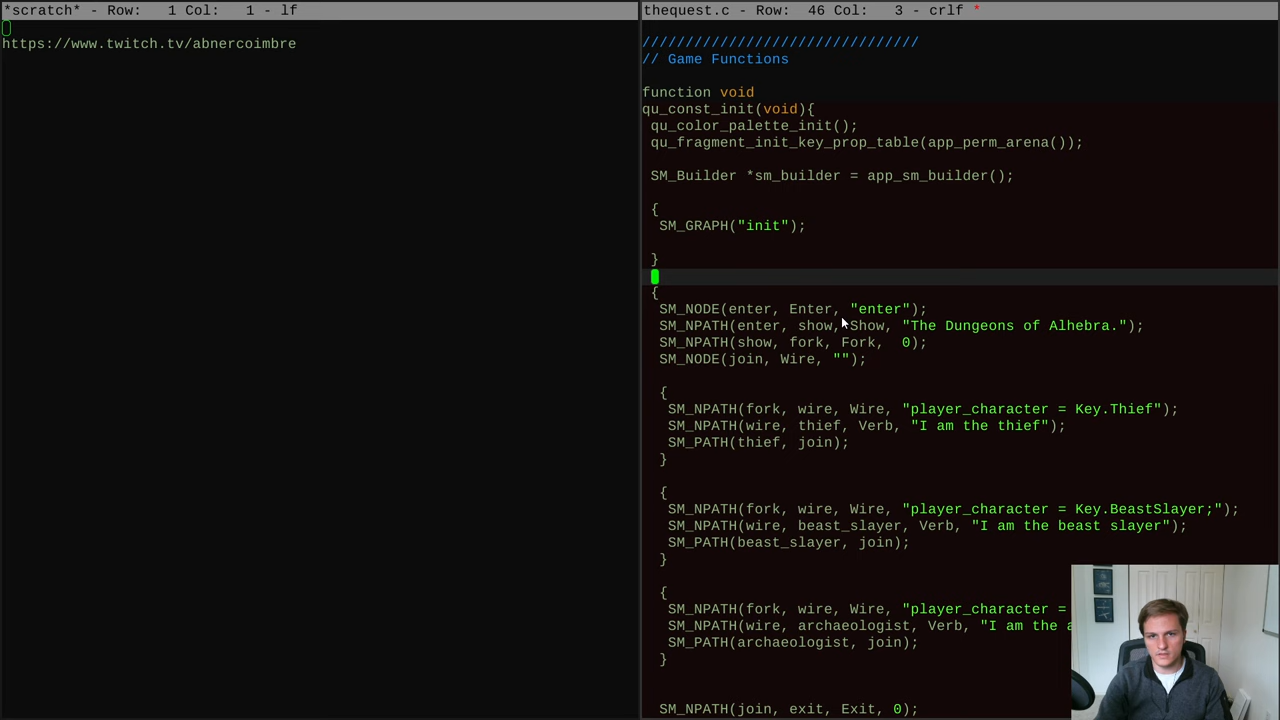 *scratch* - Row:   1 Col:   1 - lf
https://www.twitch.tv/abnercoimbre
thequest.c - Row:  46 Col:   3 - crlf *
////////////////////////////////
// Game Functions
function void
qu_const_init(void){
qu_color_palette_init();
qu_fragment_init_key_prop_table(app_perm_arena());
SM_Builder *sm_builder = app_sm_builder();
{
SM_GRAPH("init");
}
{
SM_NODE(enter, Enter, "enter");
SM_NPATH(enter, show, Show, "The Dungeons of Alhebra.");
SM_NPATH(show, fork, Fork,  0);
SM_NODE(join, Wire, "");
{
SM_NPATH(fork, wire, Wire, "player_character = Key.Thief");
SM_NPATH(wire, thief, Verb, "I am the thief");
SM_PATH(thief, join);
}
{
SM_NPATH(fork, wire, Wire, "player_character = Key.BeastSlayer;");
SM_NPATH(wire, beast_slayer, Verb, "I am the beast slayer");
SM_PATH(beast_slayer, join);
}
{
SM_NPATH(fork, wire, Wire, "player_character =
SM_NPATH(wire, archaeologist, Verb, "I am the a
SM_PATH(archaeologist, join);
}
SM_NPATH(join, exit, Exit, 0);